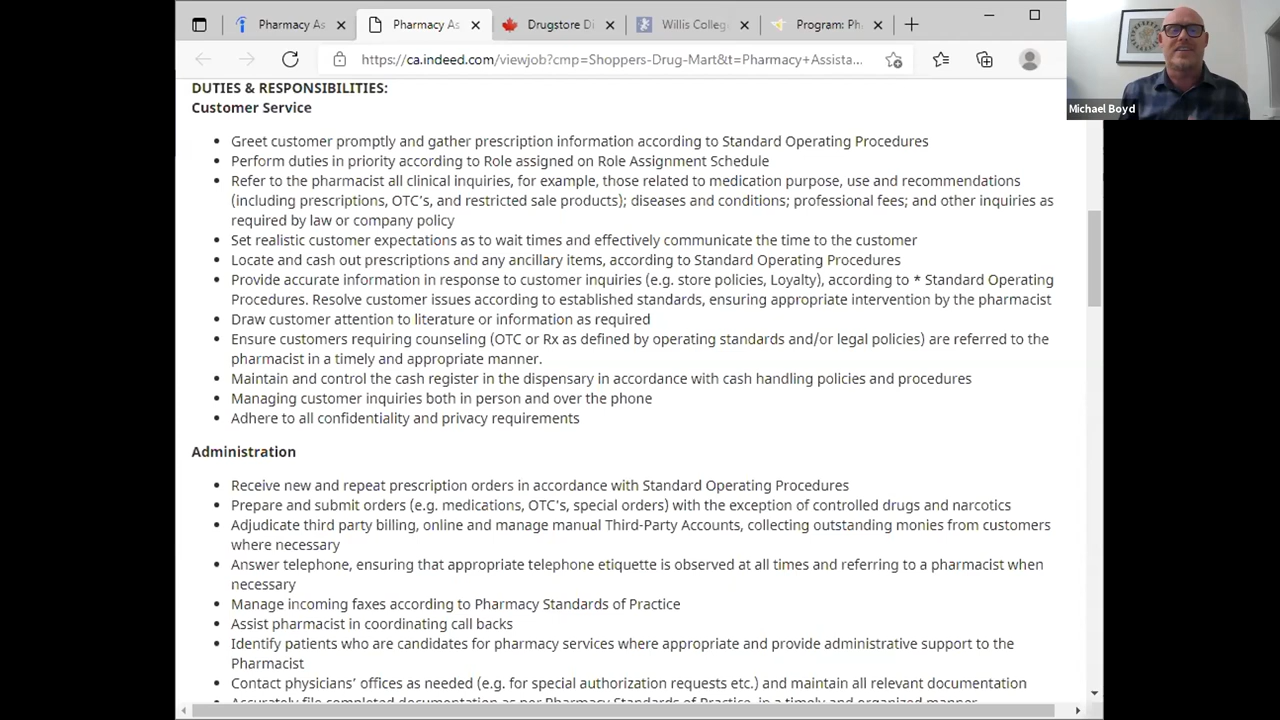 Pharmacy As
Pharmacy As
Drugstore Di
Willis Colleg
Program: Ph
https://ca.indeed.com/viewjob?cmp=Shoppers-Drug-Mart&t=Pharmacy+Assista...
Michael Boyd
DUTIES & RESPONSIBILITIES:
Customer Service
• Greet customer promptly and gather prescription information according to Standard Operating Procedures
• Perform duties in priority according to Role assigned on Role Assignment Schedule
• Refer to the pharmacist all clinical inquiries, for example, those related to medication purpose, use and recommendations
(including prescriptions, OTC's, and restricted sale products); diseases and conditions; professional fees; and other inquiries as
required by law or company policy
• Set realistic customer expectations as to wait times and effectively communicate the time to the customer
• Locate and cash out prescriptions and any ancillary items, according to Standard Operating Procedures
• Provide accurate information in response to customer inquiries (e.g. store policies, Loyalty), according to * Standard Operating
Procedures. Resolve customer issues according to established standards, ensuring appropriate intervention by the pharmacist
• Draw customer attention to literature or information as required
• Ensure customers requiring counseling (OTC or Rx as defined by operating standards and/or legal policies) are referred to the
pharmacist in a timely and appropriate manner.
• Maintain and control the cash register in the dispensary in accordance with cash handling policies and procedures
• Managing customer inquiries both in person and over the phone
• Adhere to all confidentiality and privacy requirements
Administration
• Receive new and repeat prescription orders in accordance with Standard Operating Procedures
• Prepare and submit orders (e.g. medications, OTC's, special orders) with the exception of controlled drugs and narcotics
• Adjudicate third party billing, online and manage manual Third-Party Accounts, collecting outstanding monies from customers
where necessary
• Answer telephone, ensuring that appropriate telephone etiquette is observed at all times and referring to a pharmacist when
necessary
• Manage incoming faxes according to Pharmacy Standards of Practice
• Assist pharmacist in coordinating call backs
• Identify patients who are candidates for pharmacy services where appropriate and provide administrative support to the
Pharmacist
• Contact physicians' offices as needed (e.g. for special authorization requests etc.) and maintain all relevant documentation
• Accurately file completed documentation as per Pharmacy Standards of Practice, in a timely and organized manner